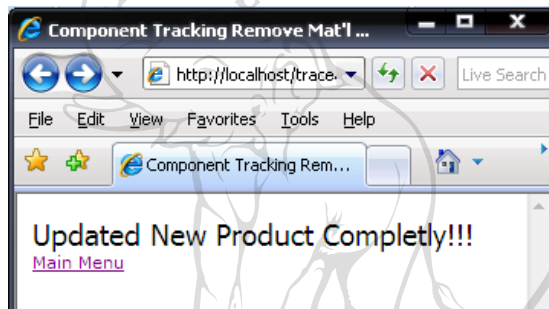 Component Tracking Remove Mat'l ...
http://localhost/trace.
Live Search
File Edit View Favorites Tools Help
Component Tracking Rem...
Updated New Product Completly!!!
Main Menu